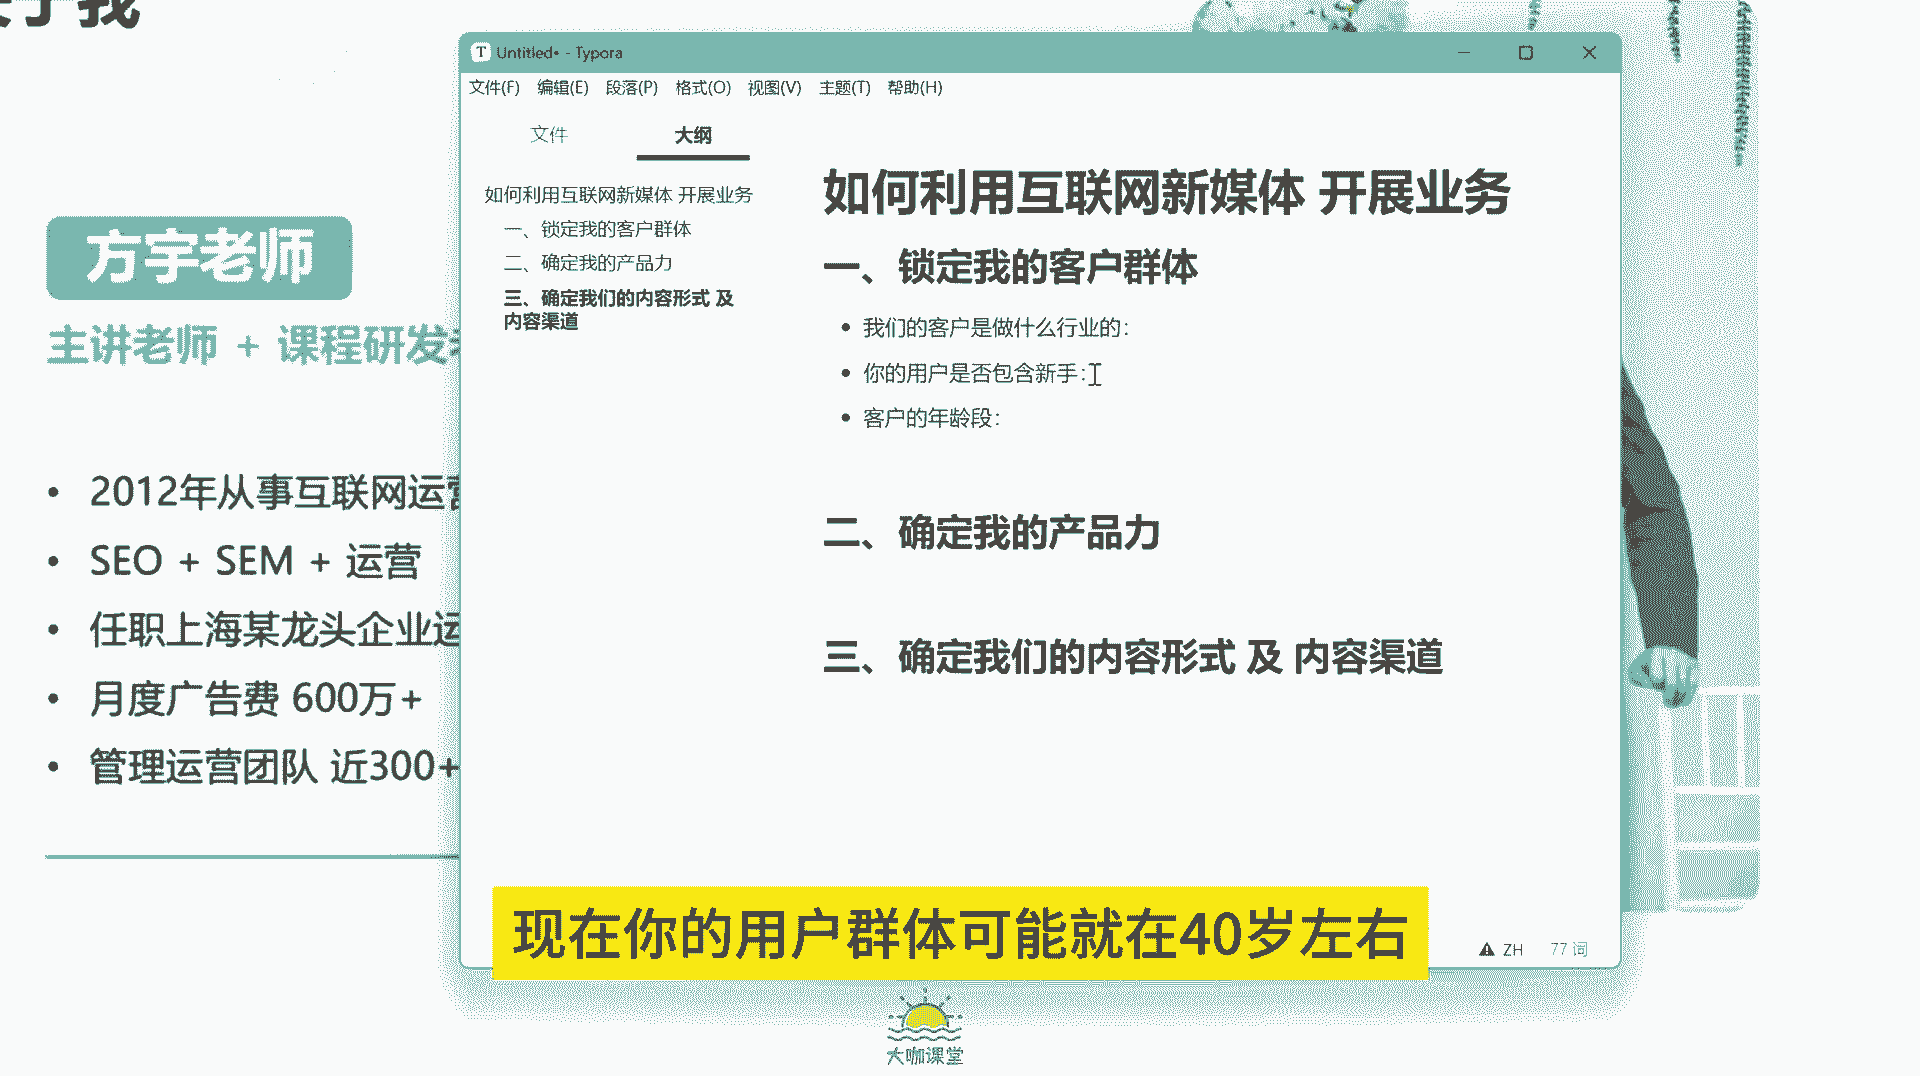 于我
方宇老师
主讲老师 + 课程研发
2012年从事互联网运营
SEO + SEM + 运营
任职上海某龙头企业运
月度广告费 600万+
管理运营团队 近300+
T Untitled• - Typora
文件(F) 编辑(E) 段落(P) 格式(O) 视图(V) 主题(T) 帮助(H)
文件 大纲
如何利用互联网新媒体 开展业务
一、锁定我的客户群体
二、确定我的产品力
三、确定我们的内容形式 及
内容渠道
如何利用互联网新媒体 开展业务
一、锁定我的客户群体
我们的客户是做什么行业的：
你的用户是否包含新手：
客户的年龄段：
二、确定我的产品力
三、确定我们的内容形式 及 内容渠道
ZH 77 词
现在你的用户群体可能就在40岁左右
大咖课堂